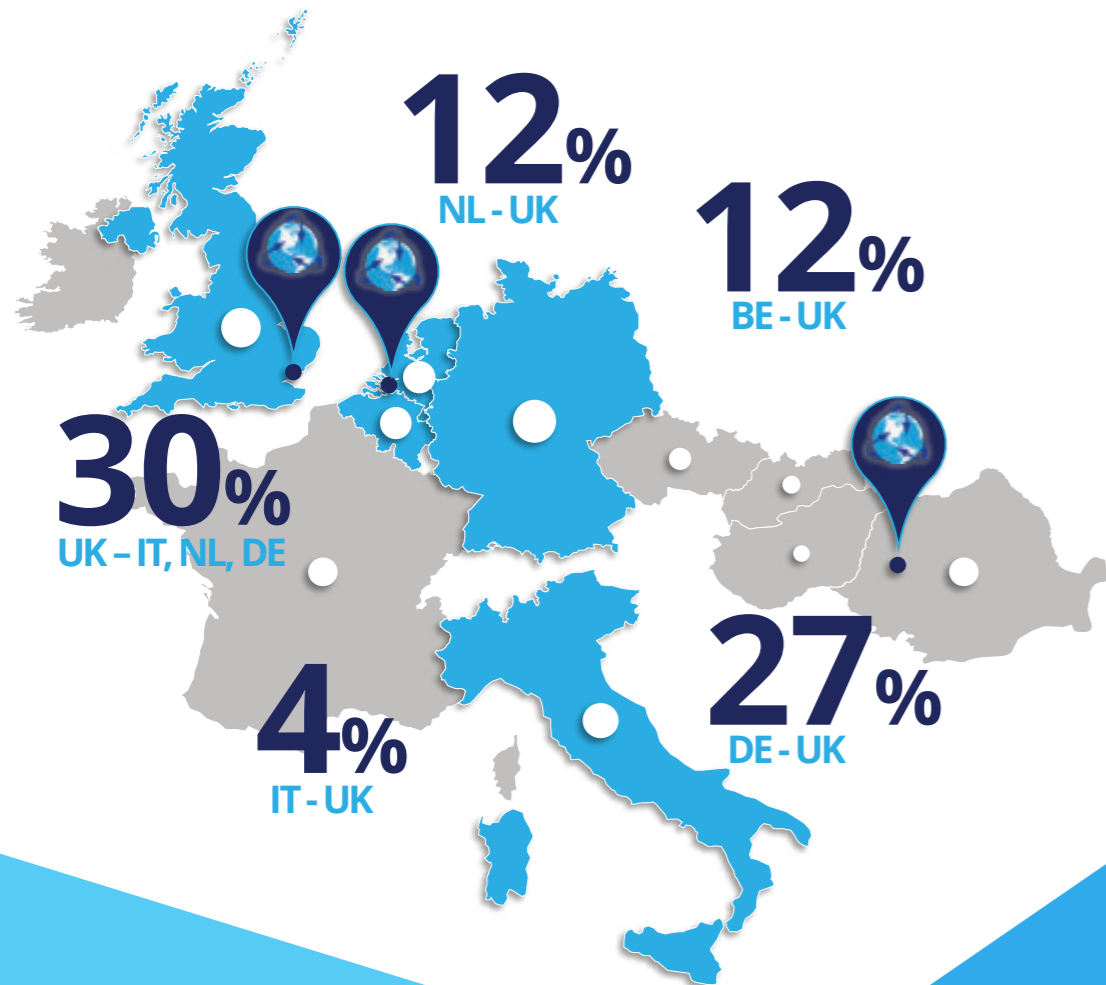 12%
NL - UK
12%
BE - UK
30%
UK – IT, NL, DE
27%
DE - UK
4%
IT - UK